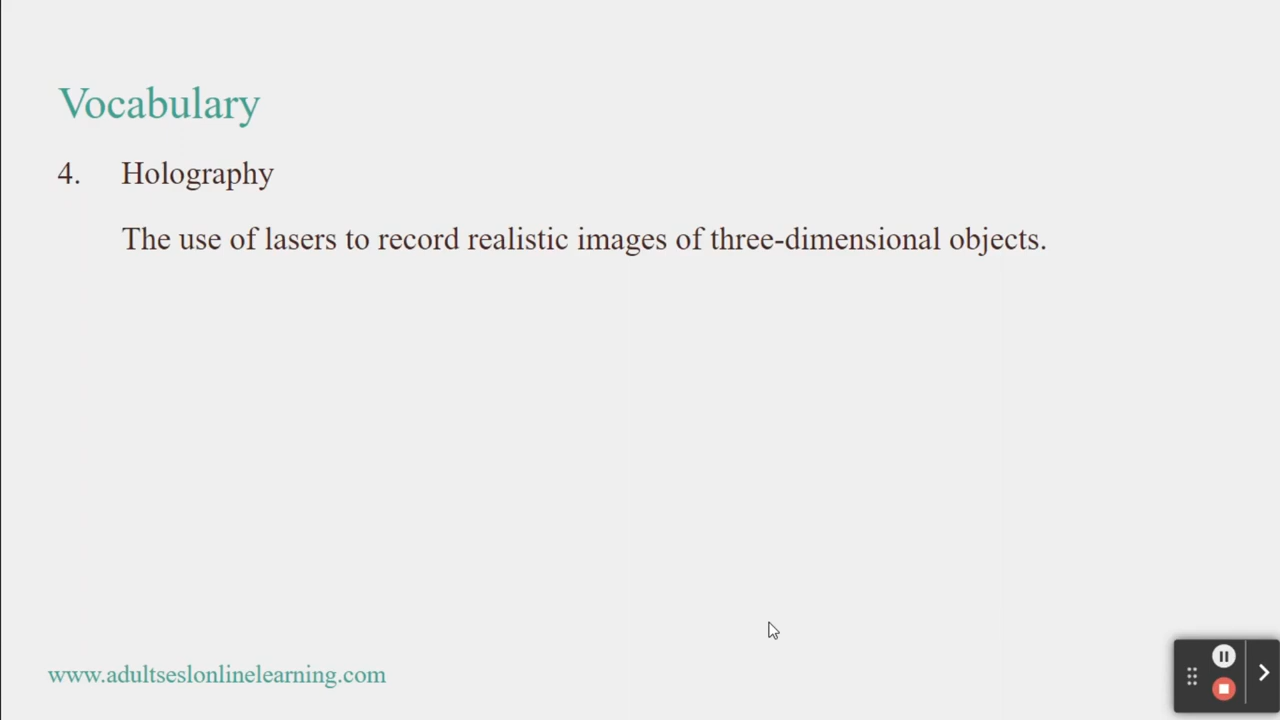 Vocabulary
4. Holography
The use of lasers to record realistic images of three-dimensional objects.
www.adultseslonlinelearning.com